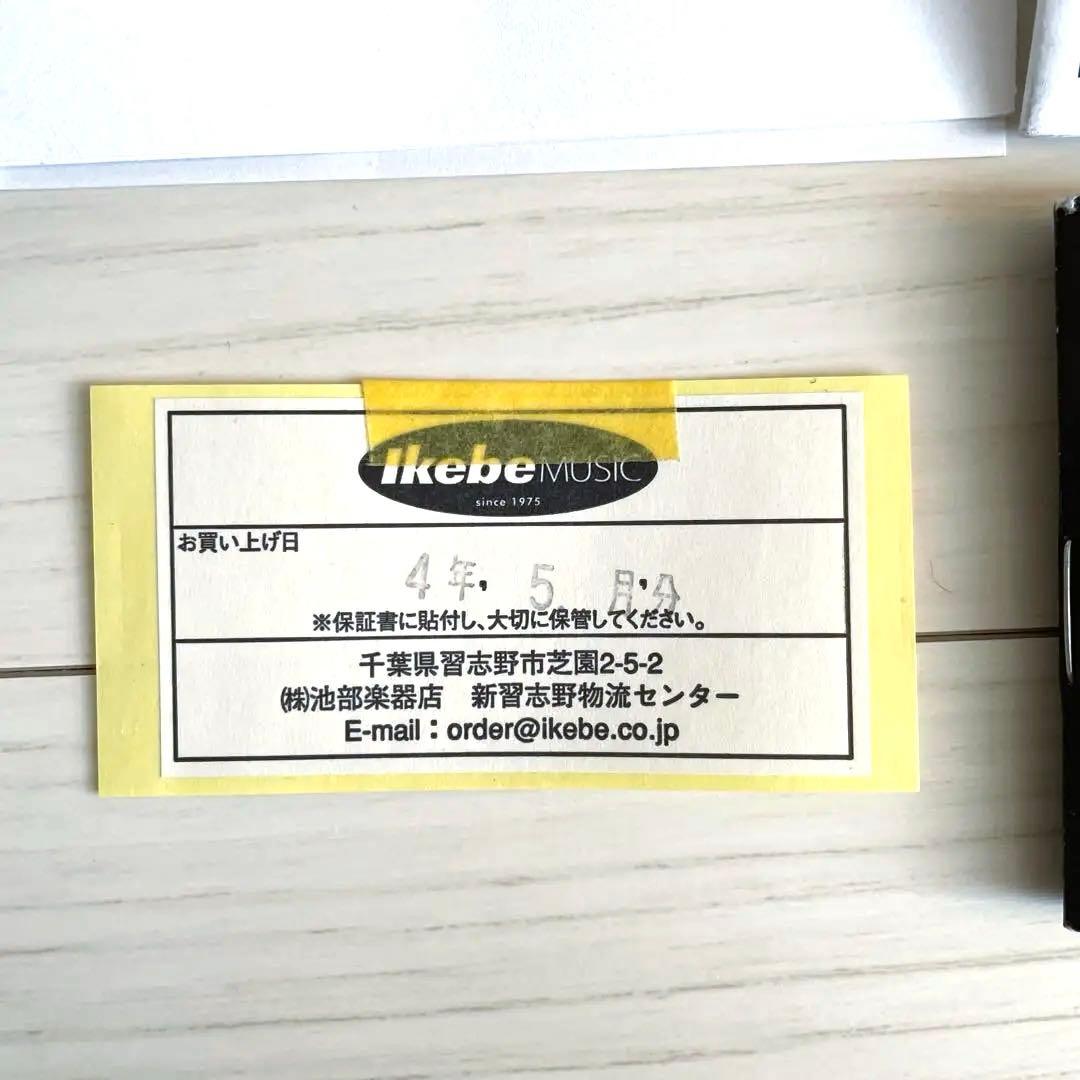 Ikebe MUSIC
since 1975
お買い上げ日
4年, 5. 月,分
※保証書に貼付し、大切に保管してください。
千葉県習志野市芝園2-5-2
㈱池部楽器店 新習志野物流センター
E-mail：order@ikebe.co.jp